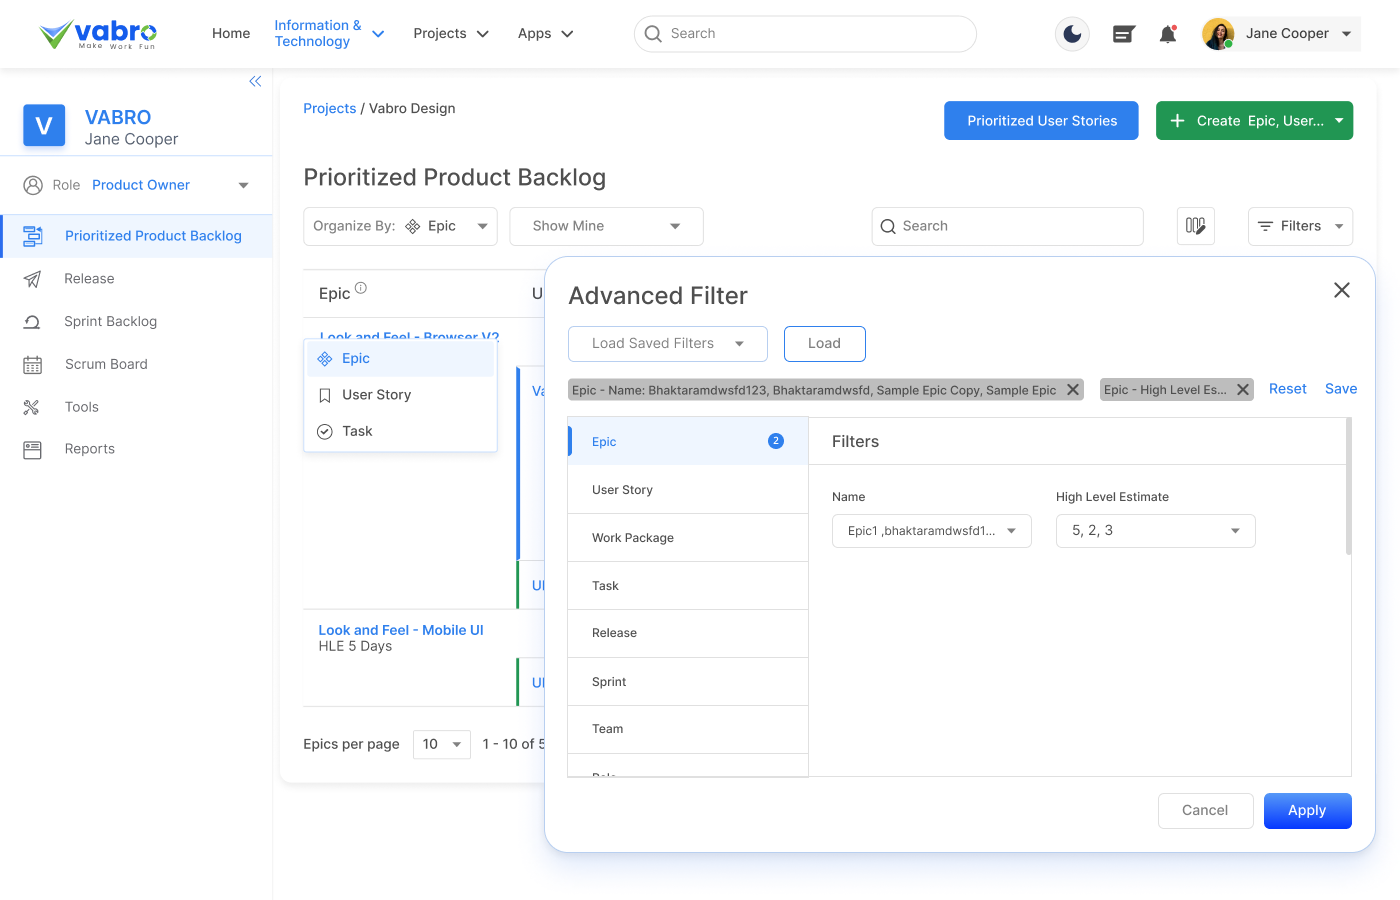 vabro
Make Work Fun
Home
Information &
Technology
Projects
Apps
Search
Jane Cooper
V
VABRO
Jane Cooper
Role Product Owner
Prioritized Product Backlog
Release
Sprint Backlog
Scrum Board
Tools
Reports
Projects / Vabro Design
Prioritized User Stories
+ Create Epic, User...
Prioritized Product Backlog
Organize By: Epic
Show Mine
Search
Filters
Epic
U
Look and Feel - Browser V2
Epic
User Story
Task
Va
UI
Look and Feel - Mobile UI
HLE 5 Days
UI
Epics per page 10 1 - 10 of 5
Advanced Filter
Load Saved Filters
Load
Epic - Name: Bhaktaramdwsfd123, Bhaktaramdwsfd, Sample Epic Copy, Sample Epic
Epic - High Level Es...
Reset
Save
Epic 2
User Story
Work Package
Task
Release
Sprint
Team
Filters
Name
Epic1 ,bhaktaramdwsfd1...
High Level Estimate
5, 2, 3
Cancel
Apply